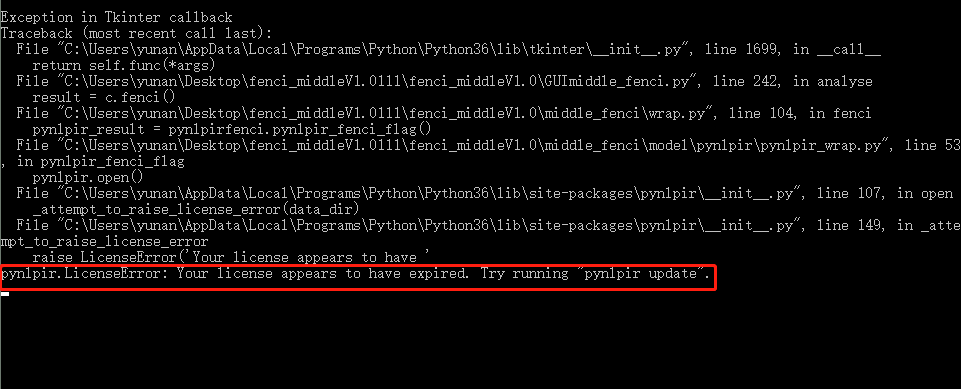 Exception in Tkinter callback
Traceback (most recent call last):
  File "C:\Users\yunan\AppData\Local\Programs\Python\Python36\lib\tkinter\__init__.py", line 1699, in __call__
    return self.func(*args)
  File "C:\Users\yunan\Desktop\fenci_middleV1.0111\fenci_middleV1.0\GUImiddle_fenci.py", line 242, in analyse
    result = c.fenci()
  File "C:\Users\yunan\Desktop\fenci_middleV1.0111\fenci_middleV1.0\middle_fenci\wrap.py", line 104, in fenci
    pynlpir_result = pynlpirfenci.pynlpir_fenci_flag()
  File "C:\Users\yunan\Desktop\fenci_middleV1.0111\fenci_middleV1.0\middle_fenci\model\pynlpir\pynlpir_wrap.py", line 53
, in pynlpir_fenci_flag
    pynlpir.open()
  File "C:\Users\yunan\AppData\Local\Programs\Python\Python36\lib\site-packages\pynlpir\__init__.py", line 107, in open
    _attempt_to_raise_license_error(data_dir)
  File "C:\Users\yunan\AppData\Local\Programs\Python\Python36\lib\site-packages\pynlpir\__init__.py", line 149, in _atte
mpt_to_raise_license_error
    raise LicenseError('Your license appears to have '
pynlpir.LicenseError: Your license appears to have expired. Try running "pynlpir update".